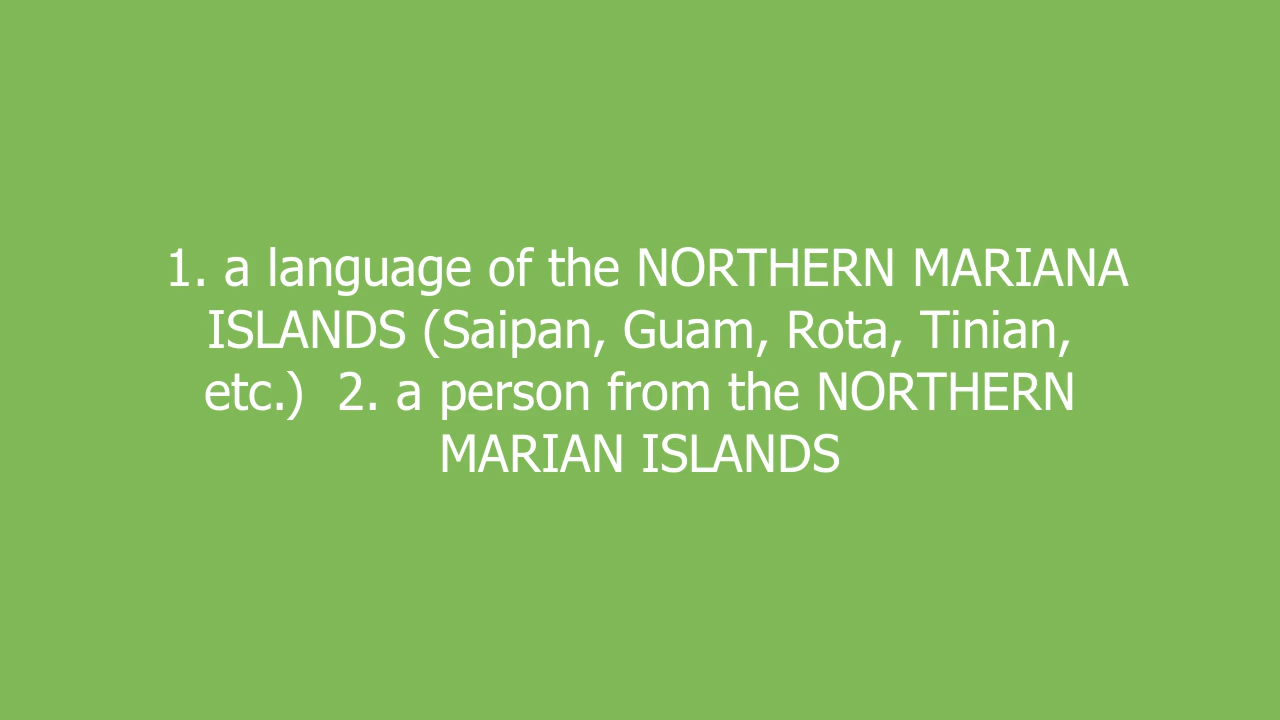 1. a language of the NORTHERN MARIANA
ISLANDS (Saipan, Guam, Rota, Tinian,
etc.)  2. a person from the NORTHERN
MARIAN ISLANDS